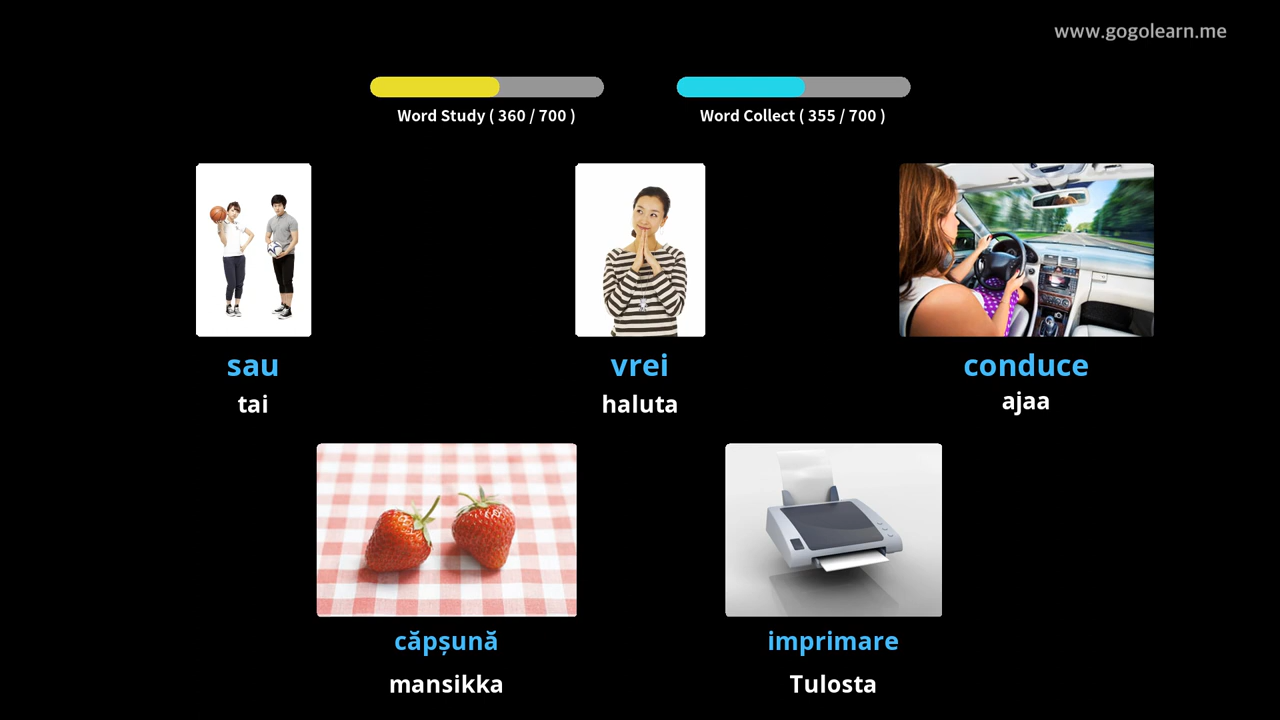 www.gogolearn.me
Word Study ( 360 / 700 )
Word Collect ( 355 / 700 )
sau
tai
vrei
haluta
conduce
ajaa
căpșună
mansikka
imprimare
Tulosta